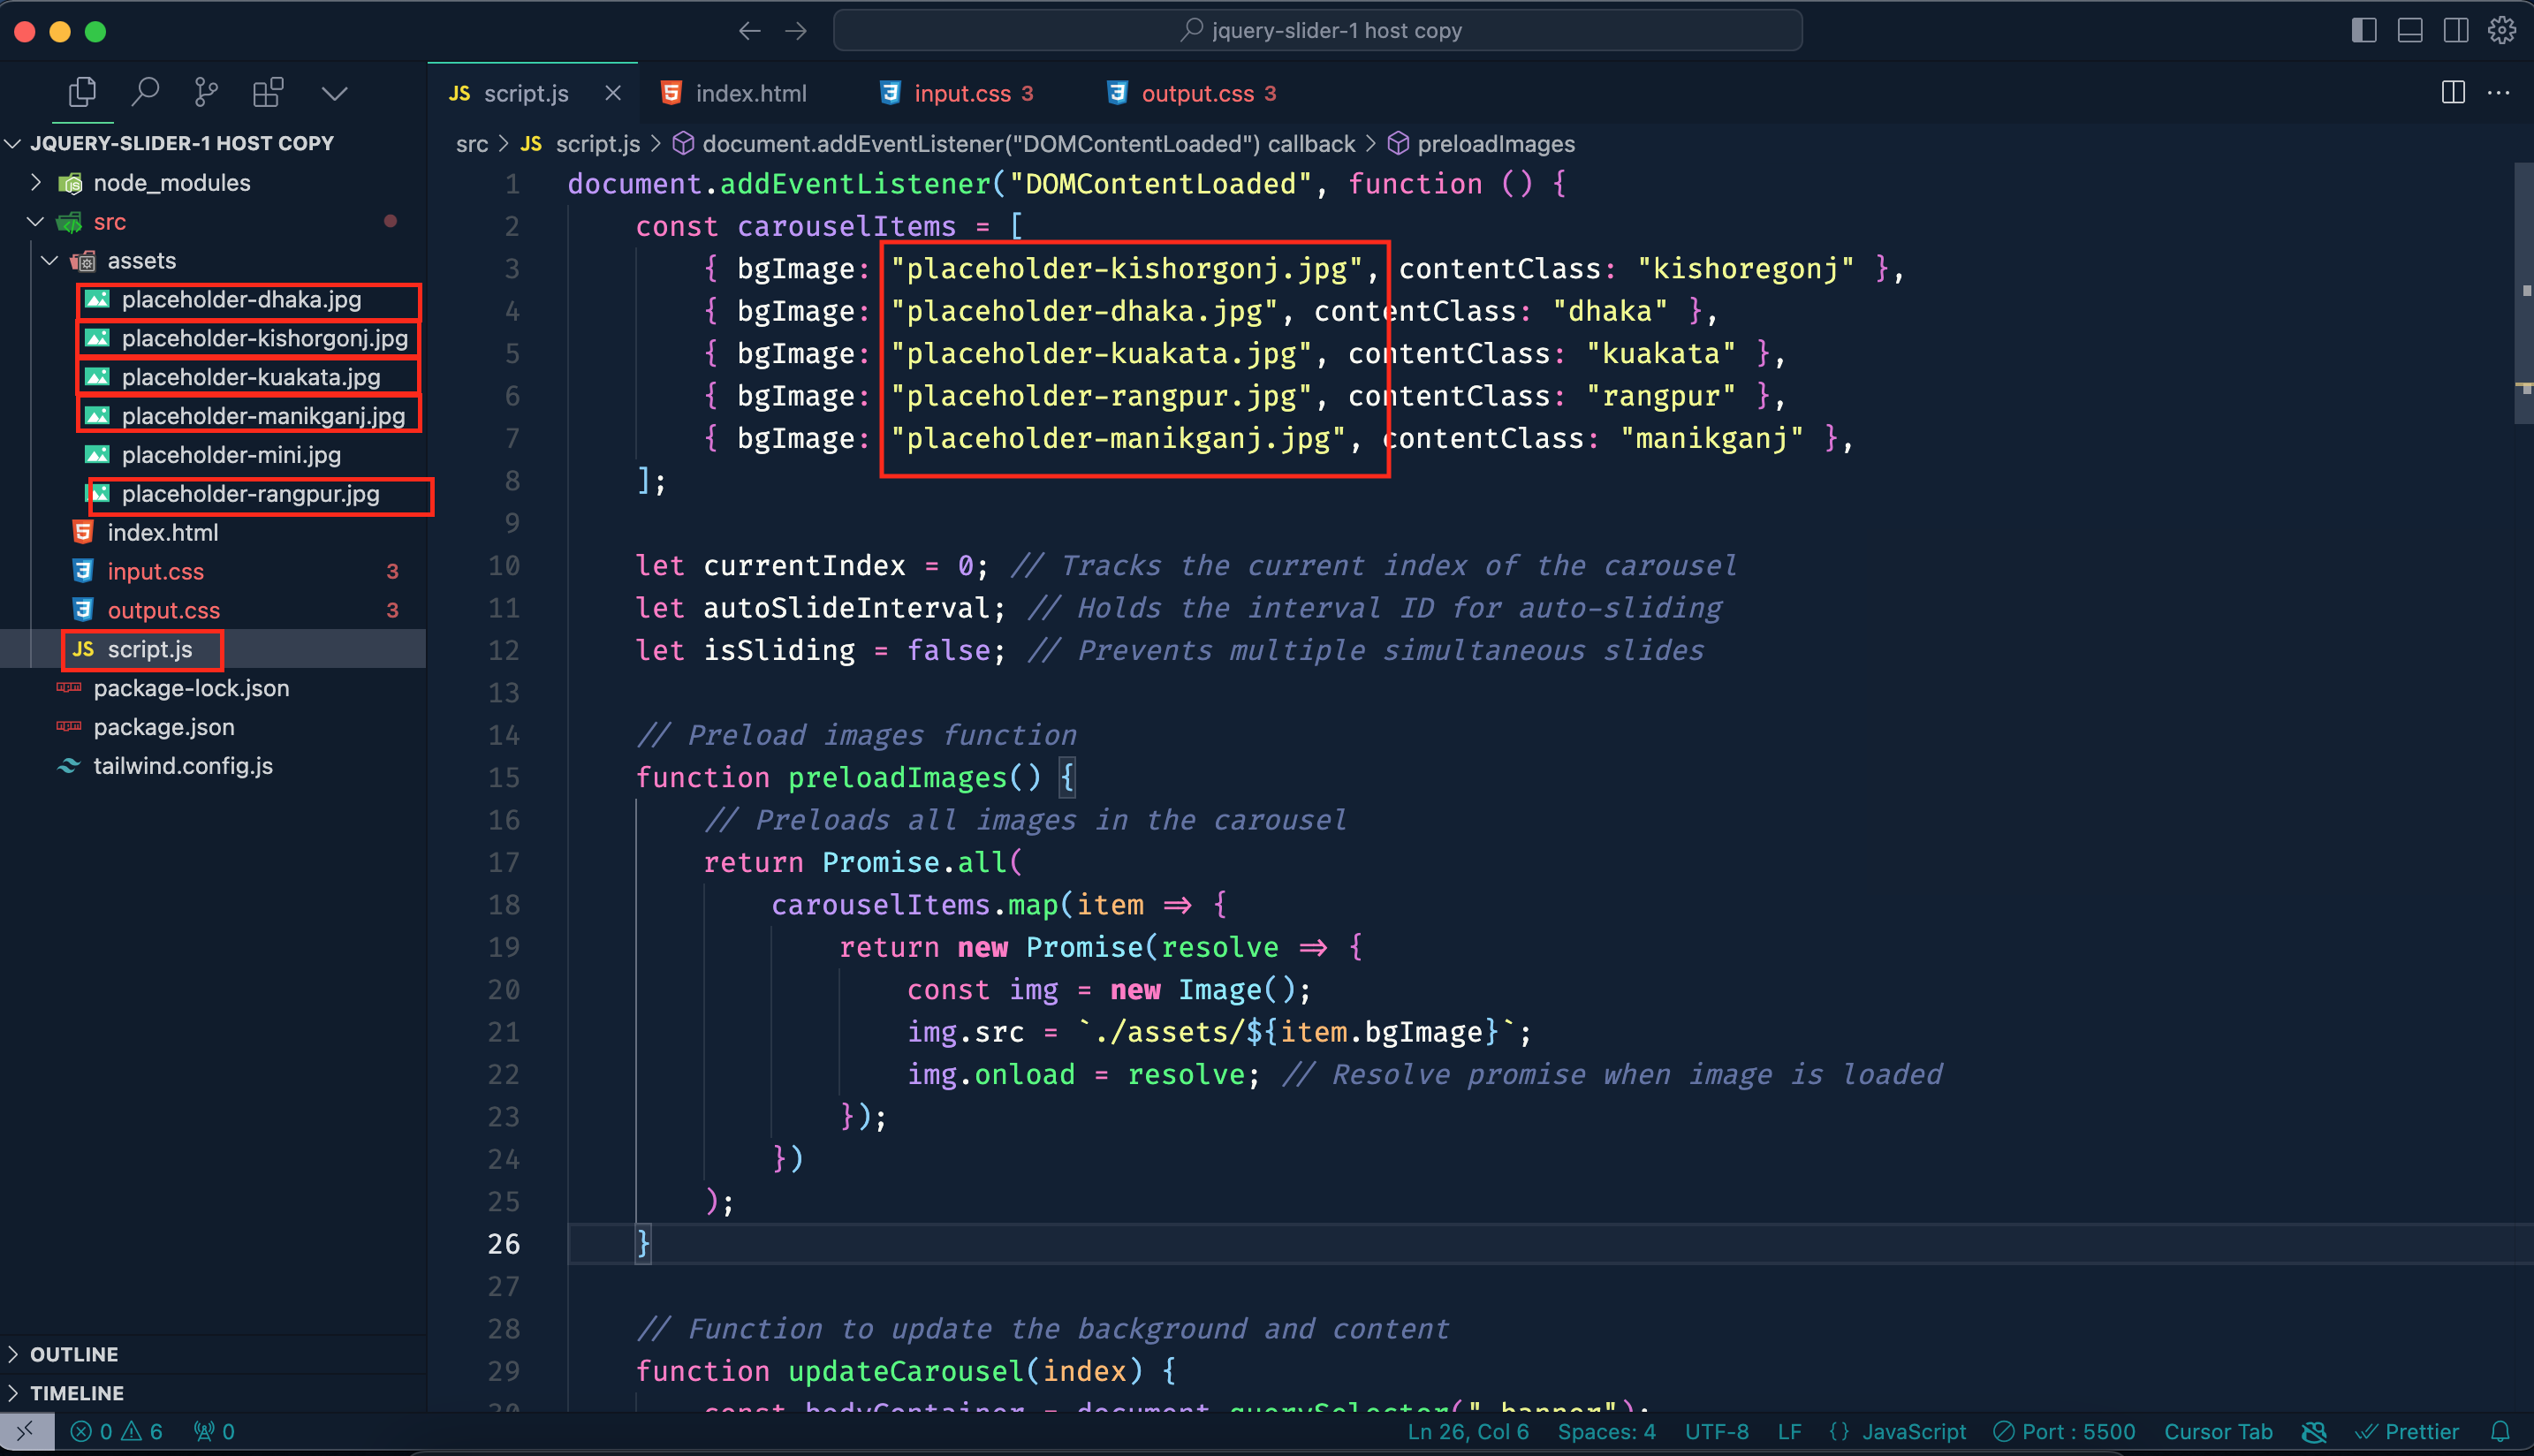 jquery-slider-1 host copy
JS script.js
index.html
input.css 3
output.css 3
JQUERY-SLIDER-1 HOST COPY
node_modules
src
assets
placeholder-dhaka.jpg
placeholder-kishorgonj.jpg
placeholder-kuakata.jpg
placeholder-manikganj.jpg
placeholder-mini.jpg
placeholder-rangpur.jpg
index.html
input.css 3
output.css 3
JS script.js
package-lock.json
package.json
tailwind.config.js
OUTLINE
TIMELINE
src > JS script.js > document.addEventListener("DOMContentLoaded") callback > preloadImages
1 document.addEventListener("DOMContentLoaded", function () {
2 const carouselItems = [
3 { bgImage: "placeholder-kishorgonj.jpg", contentClass: "kishoregonj" },
4 { bgImage: "placeholder-dhaka.jpg", contentClass: "dhaka" },
5 { bgImage: "placeholder-kuakata.jpg", contentClass: "kuakata" },
6 { bgImage: "placeholder-rangpur.jpg", contentClass: "rangpur" },
7 { bgImage: "placeholder-manikganj.jpg", contentClass: "manikganj" },
8 ];
9
10 let currentIndex = 0; // Tracks the current index of the carousel
11 let autoSlideInterval; // Holds the interval ID for auto-sliding
12 let isSliding = false; // Prevents multiple simultaneous slides
13
14 // Preload images function
15 function preloadImages() {
16 // Preloads all images in the carousel
17 return Promise.all(
18 carouselItems.map(item => {
19 return new Promise(resolve => {
20 const img = new Image();
21 img.src = `./assets/${item.bgImage}`;
22 img.onload = resolve; // Resolve promise when image is loaded
23 });
24 })
25 );
26 }
27
28 // Function to update the background and content
29 function updateCarousel(index) {
30 const bodyContainer = document.querySelector(".banner");
0 6 0
Ln 26, Col 6 Spaces: 4 UTF-8 LF {} JavaScript Port : 5500 Cursor Tab Prettier